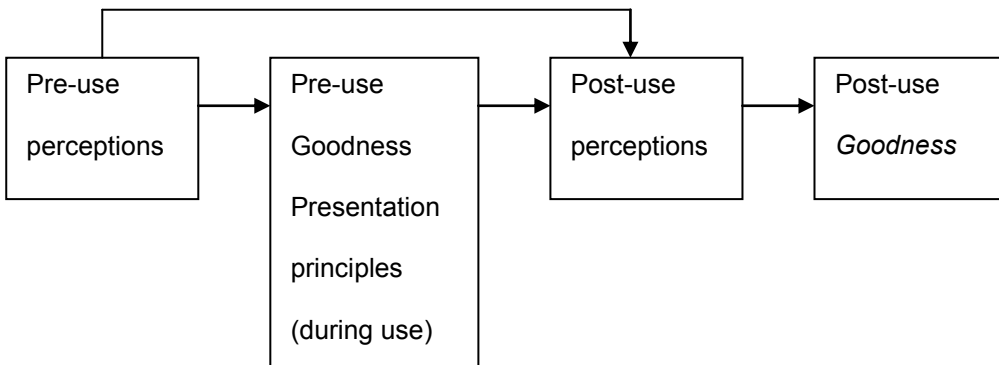 Pre-use
perceptions
Pre-use
Goodness
Presentation
principles
(during use)
Post-use
perceptions
Post-use
Goodness